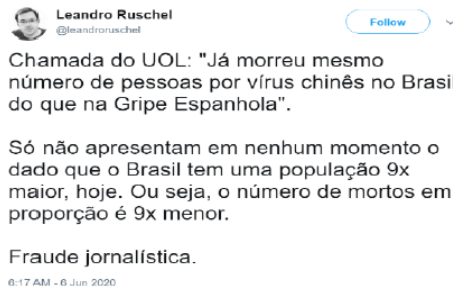 Leandro Ruschel
Follow
@leandroruschel
Chamada do UOL: "Já morreu mesmo
número de pessoas por vírus chinês no Brasil
do que na Gripe Espanhola".
Só não apresentam em nenhum momento o
dado que o Brasil tem uma população 9x
maior, hoje. Ou seja, o número de mortos em
proporção é 9x menor.
Fraude jornalística.
6:17 AM - 6 Jun 2020